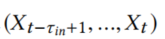 (X_{t-τ_{in}+1}, ..., X_t)